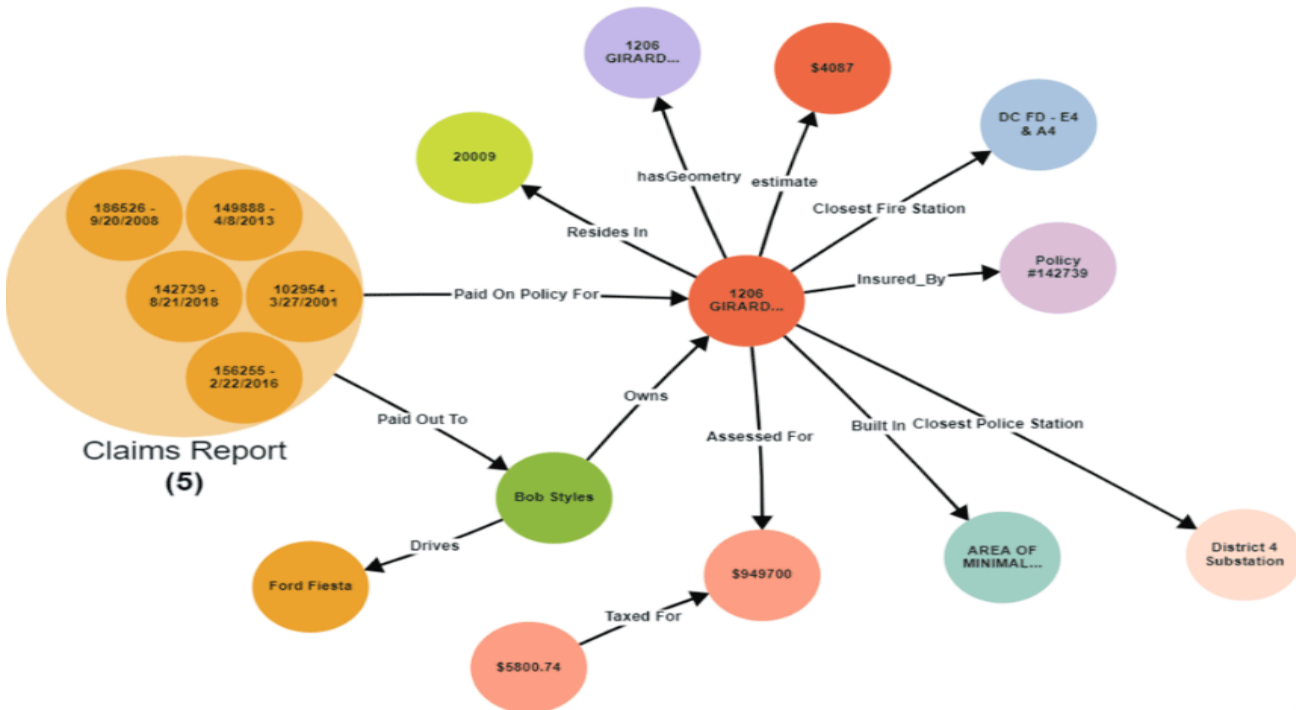 1206
GIRARD...
$4087
DC FD - E4
& A4
20009
hasGeometry
estimate
Closest Fire Station
186526 -
9/20/2008
149888 -
4/8/2013
Resides In
Policy
#142739
Insured_By
142739 -
8/21/2018
102954 -
3/27/2001
Paid On Policy For
1206
GIRARD...
156255 -
2/22/2016
Owns
Paid Out To
Assessed For
Built In
Closest Police Station
Claims Report
(5)
Bob Styles
Drives
Ford Fiesta
$949700
AREA OF
MINIMAL...
District 4
Substation
Taxed For
$5800.74